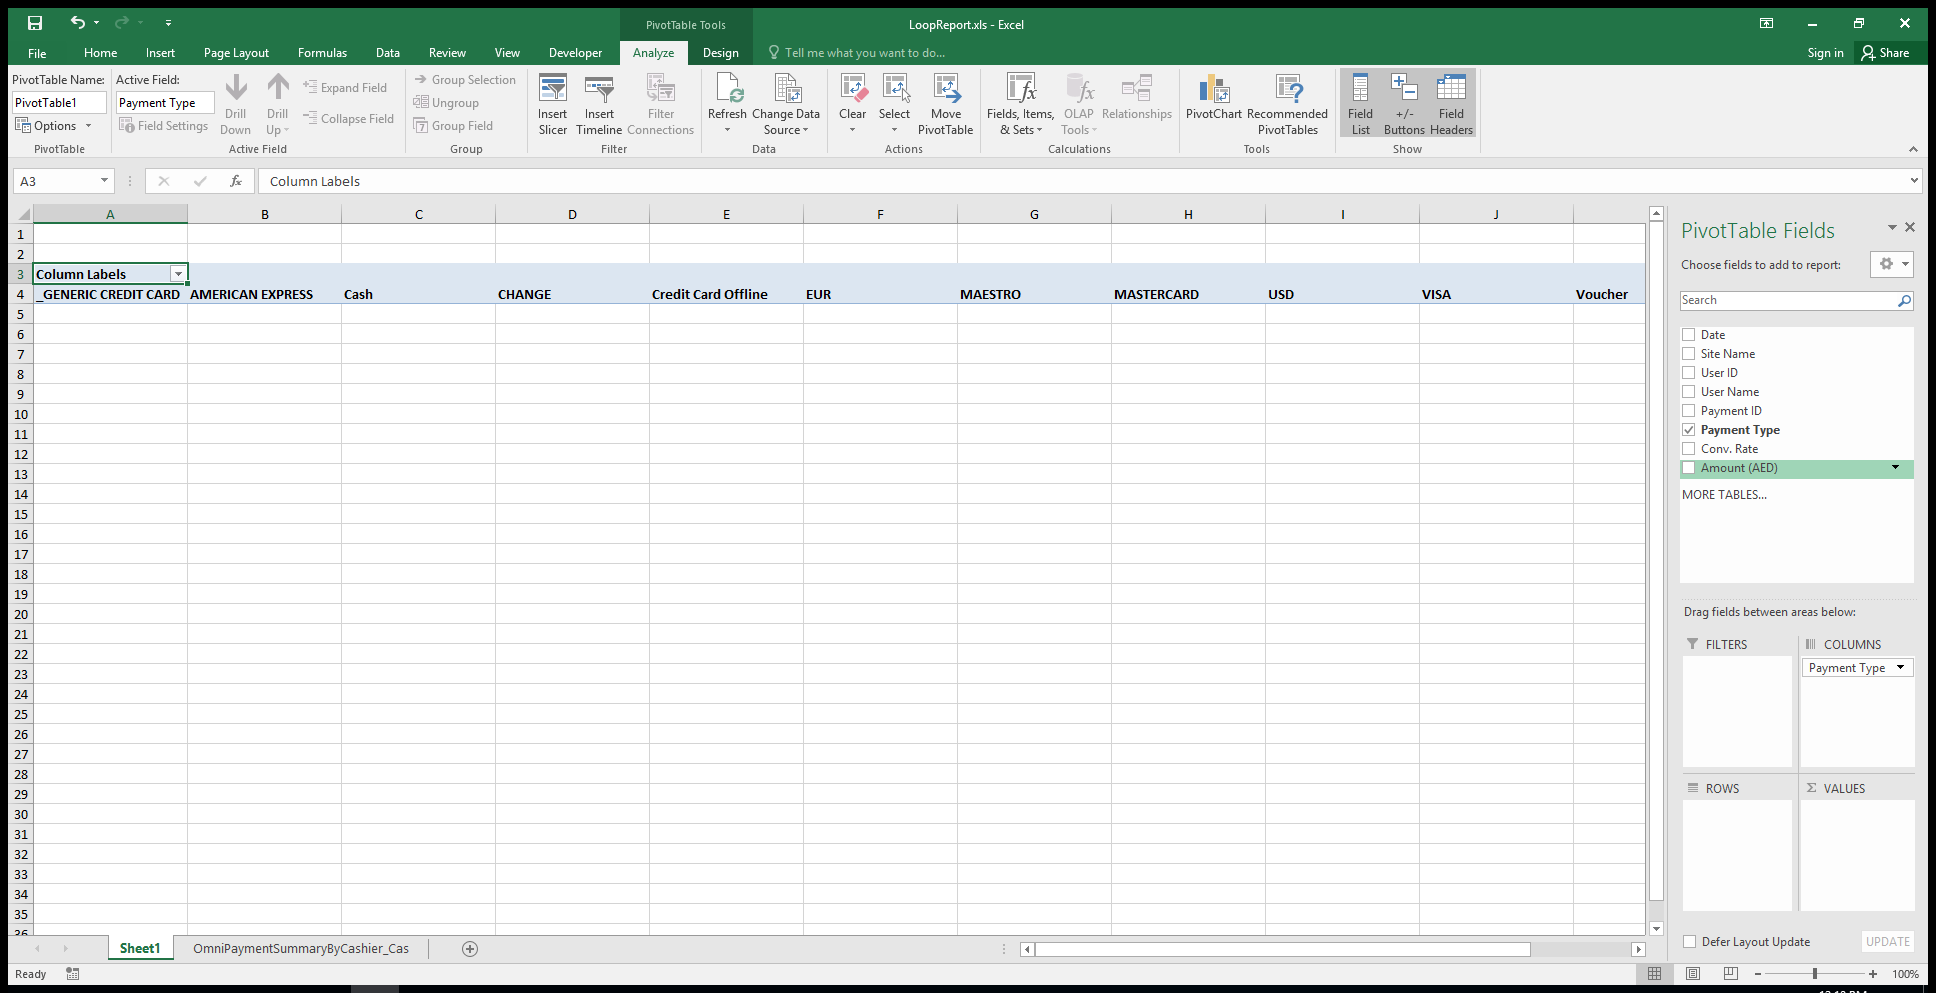 PivotTable Tools
LoopReport.xls - Excel
File Home Insert Page Layout Formulas Data Review View Developer Analyze Design Tell me what you want to do... Sign in Share
PivotTable Name:
PivotTable1
Options
PivotTable
Active Field:
Payment Type
Field Settings
Drill Down
Drill Up
Expand Field
Collapse Field
Active Field
Group Selection
Ungroup
Group Field
Group
Insert Slicer
Insert Timeline
Filter Connections
Filter
Refresh
Change Data Source
Data
Clear
Select
Move PivotTable
Actions
Fields, Items, & Sets
OLAP Tools
Relationships
Calculations
PivotChart
Recommended PivotTables
Tools
Field List
+/- Buttons
Field Headers
Show
A3 fx Column Labels
A B C D E F G H I J
1
2
3 Column Labels
4 _GENERIC CREDIT CARD AMERICAN EXPRESS Cash CHANGE Credit Card Offline EUR MAESTRO MASTERCARD USD VISA Voucher
5
6
7
8
9
10
11
12
13
14
15
16
17
18
19
20
21
22
23
24
25
26
27
28
29
30
31
32
33
34
35
36
PivotTable Fields
Choose fields to add to report:
Search
Date
Site Name
User ID
User Name
Payment ID
Payment Type
Conv. Rate
Amount (AED)
MORE TABLES...
Drag fields between areas below:
FILTERS
COLUMNS
Payment Type
ROWS
Σ VALUES
Defer Layout Update UPDATE
Sheet1 OmniPaymentSummaryByCashier_Cas
Ready
100%